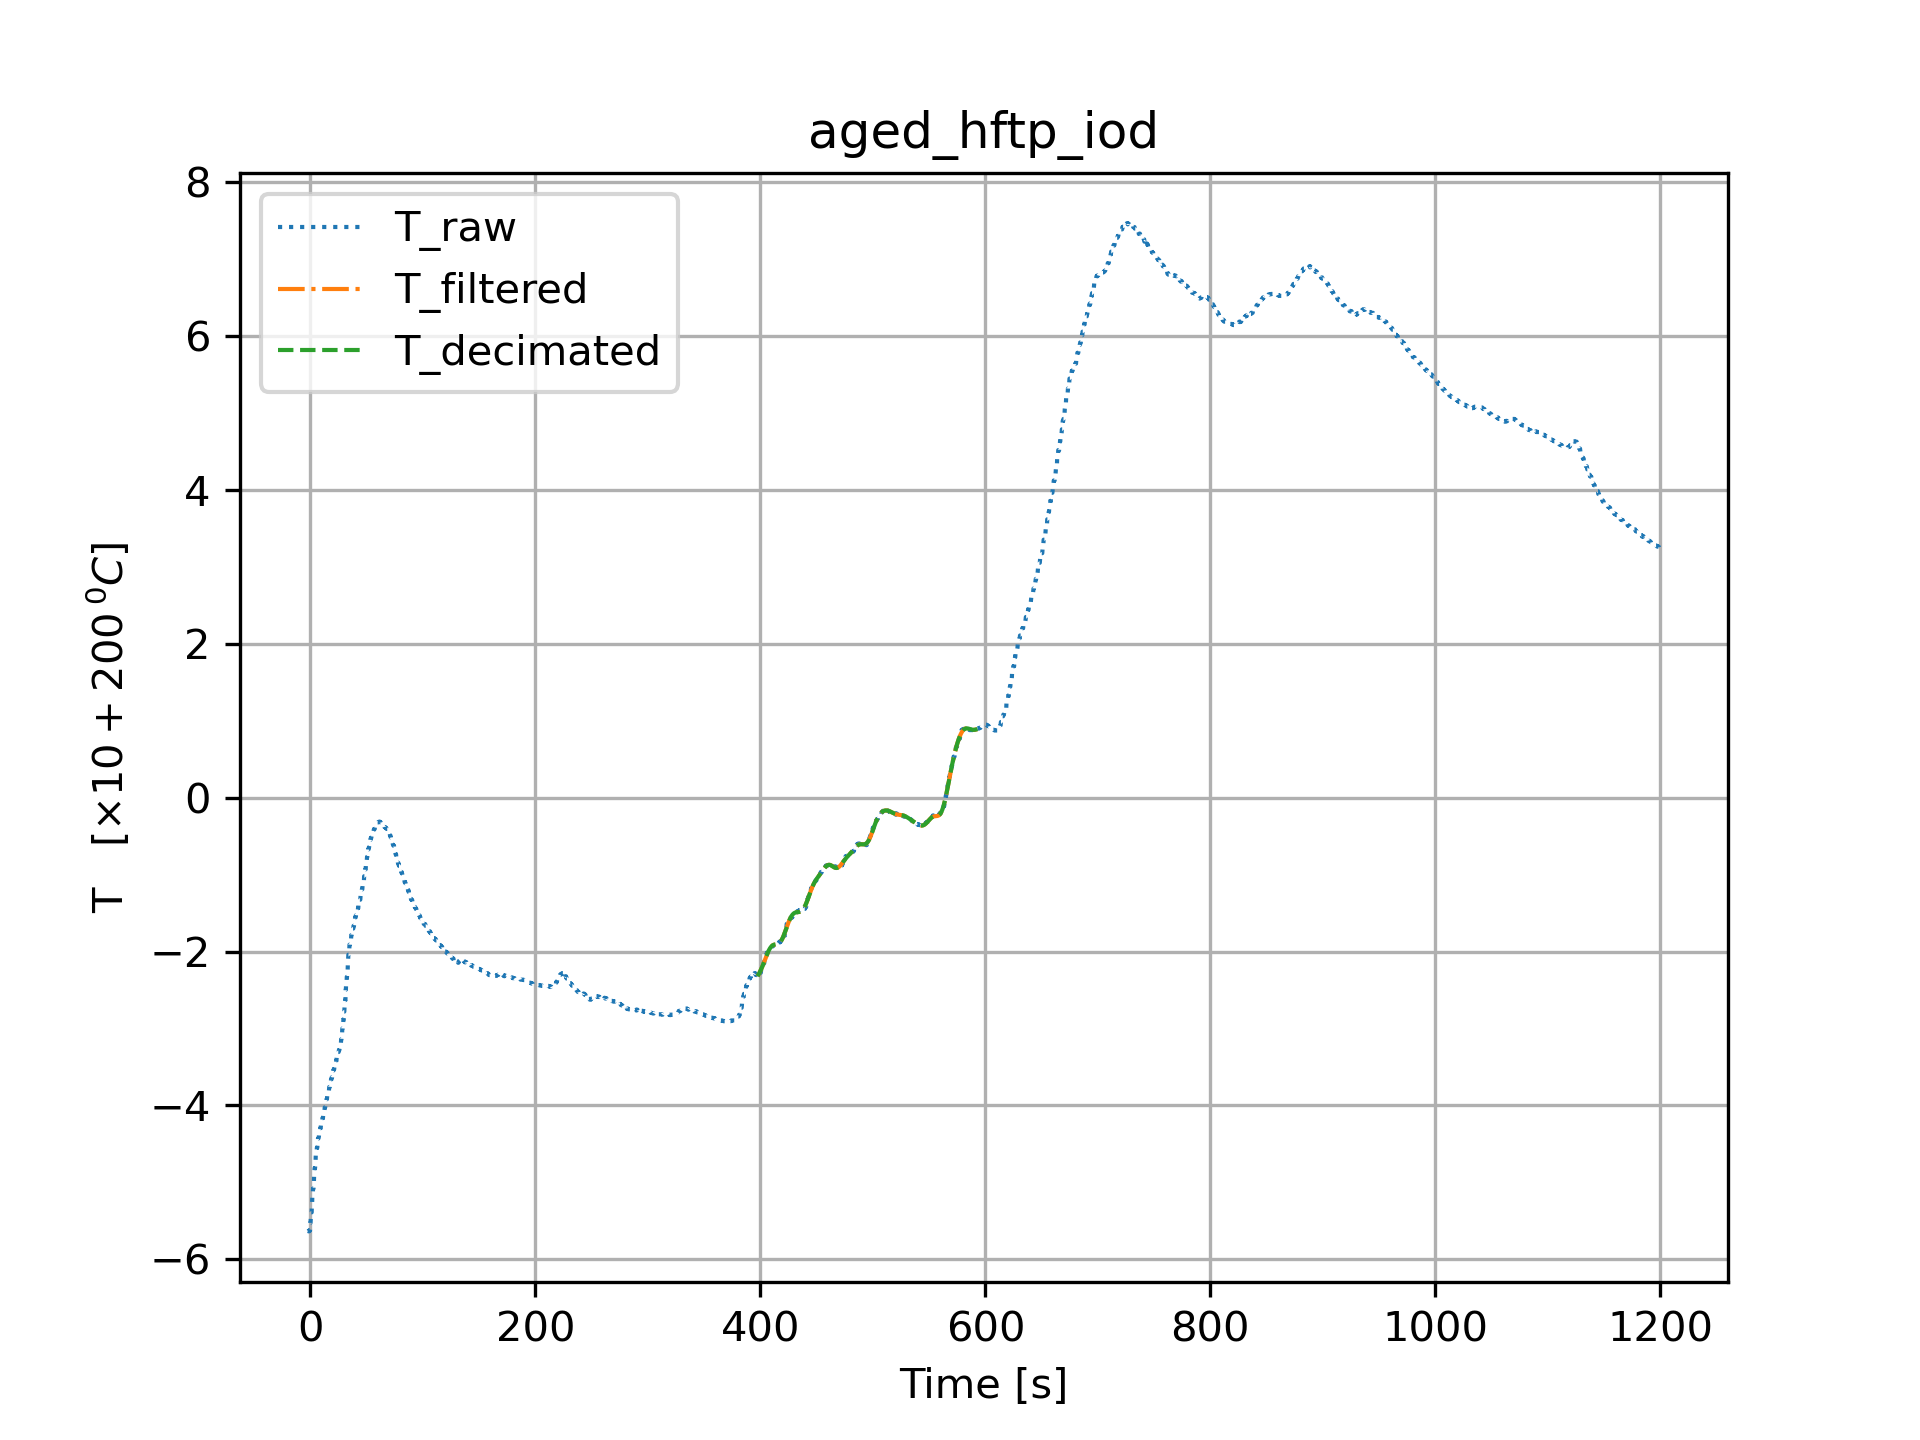 aged_hftp_iod
T_raw
T_filtered
T_decimated
8
6
4
2
0
−2
−4
−6
T [×10 + 200 ⁰C]
0 200 400 600 800 1000 1200
Time [s]